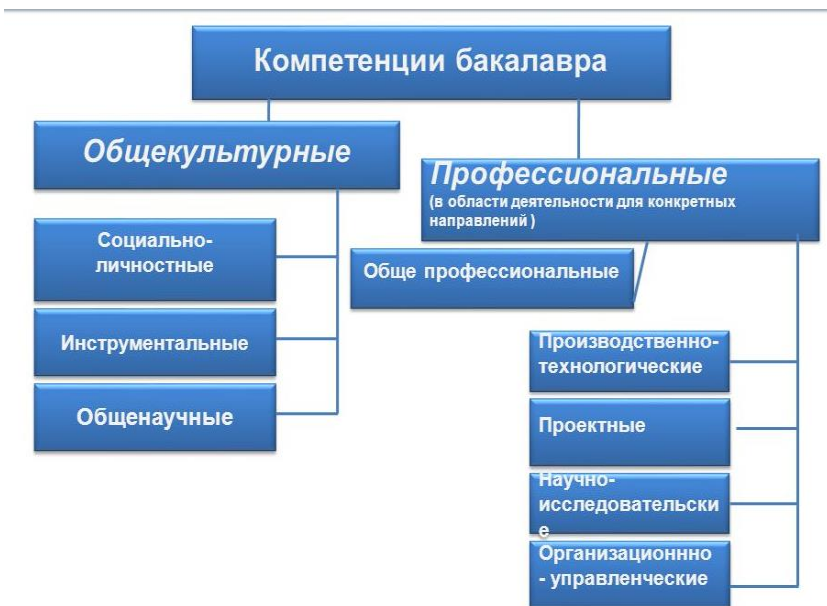 Компетенции бакалавра
Общекультурные
Профессиональные
(в области деятельности для конкретных
направлений )
Социально-
личностные
Обще профессиональные
Инструментальные
Общенаучные
Производственно-
технологические
Проектные
Научно-
исследовательски
е
Организационнно
- управленческие